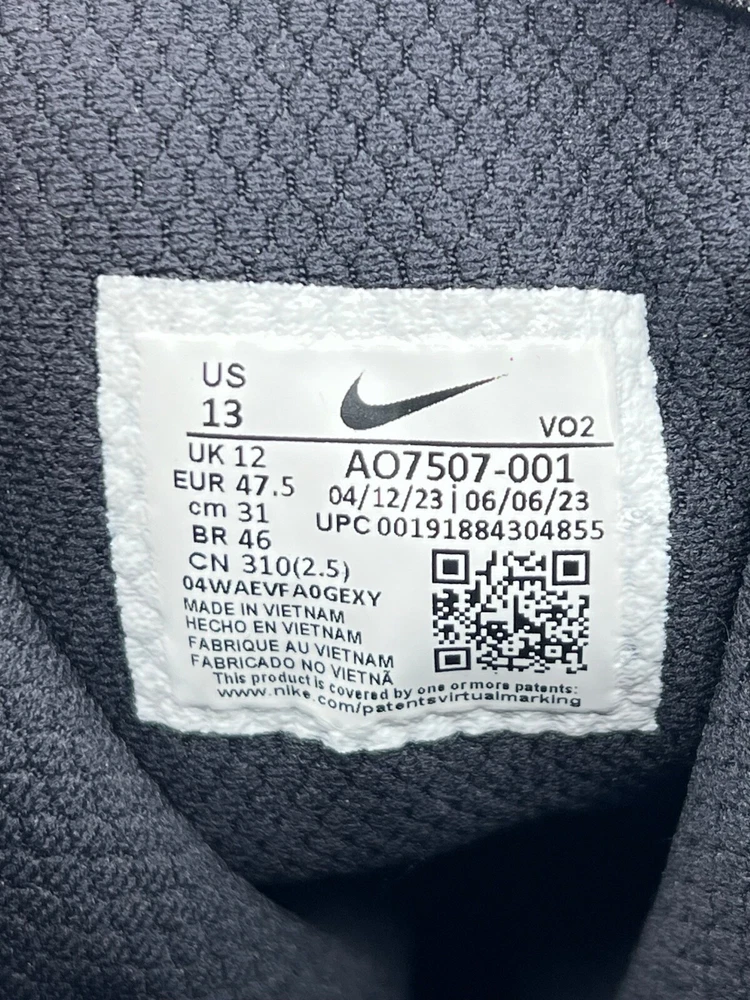 US
13
VO2
UK 12
EUR 47.5
cm 31
BR 46
CN 310(2.5)
AO7507-001
04/12/23 | 06/06/23
UPC 00191884304855
04WAEVFA0GEXY
MADE IN VIETNAM
HECHO EN VIETNAM
FABRIQUE AU VIETNAM
FABRICADO NO VIETNÃ
This product is covered by one or more patents:
www.nike.com/patentsvirtualmarking